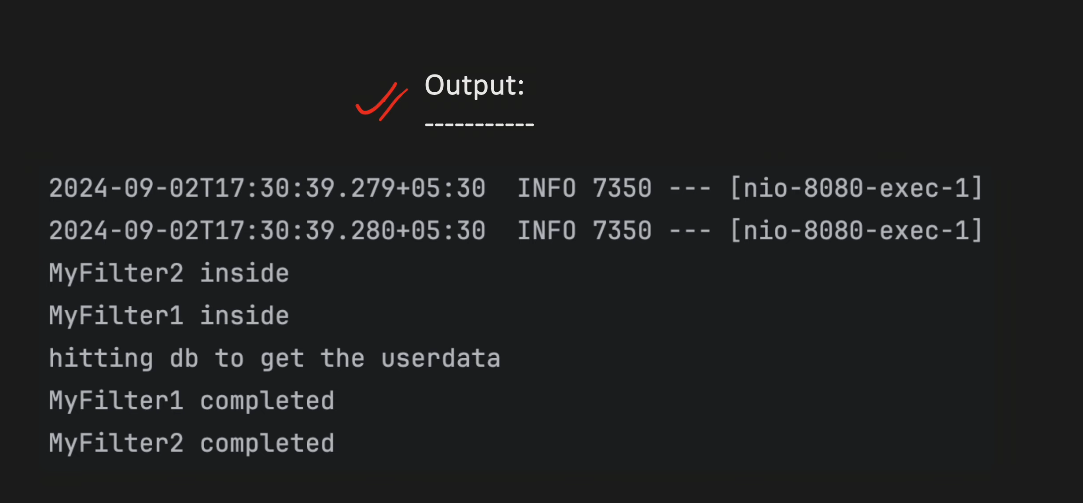 Output:
-----------
2024-09-02T17:30:39.279+05:30  INFO 7350 --- [nio-8080-exec-1]
2024-09-02T17:30:39.280+05:30  INFO 7350 --- [nio-8080-exec-1]
MyFilter2 inside
MyFilter1 inside
hitting db to get the userdata
MyFilter1 completed
MyFilter2 completed